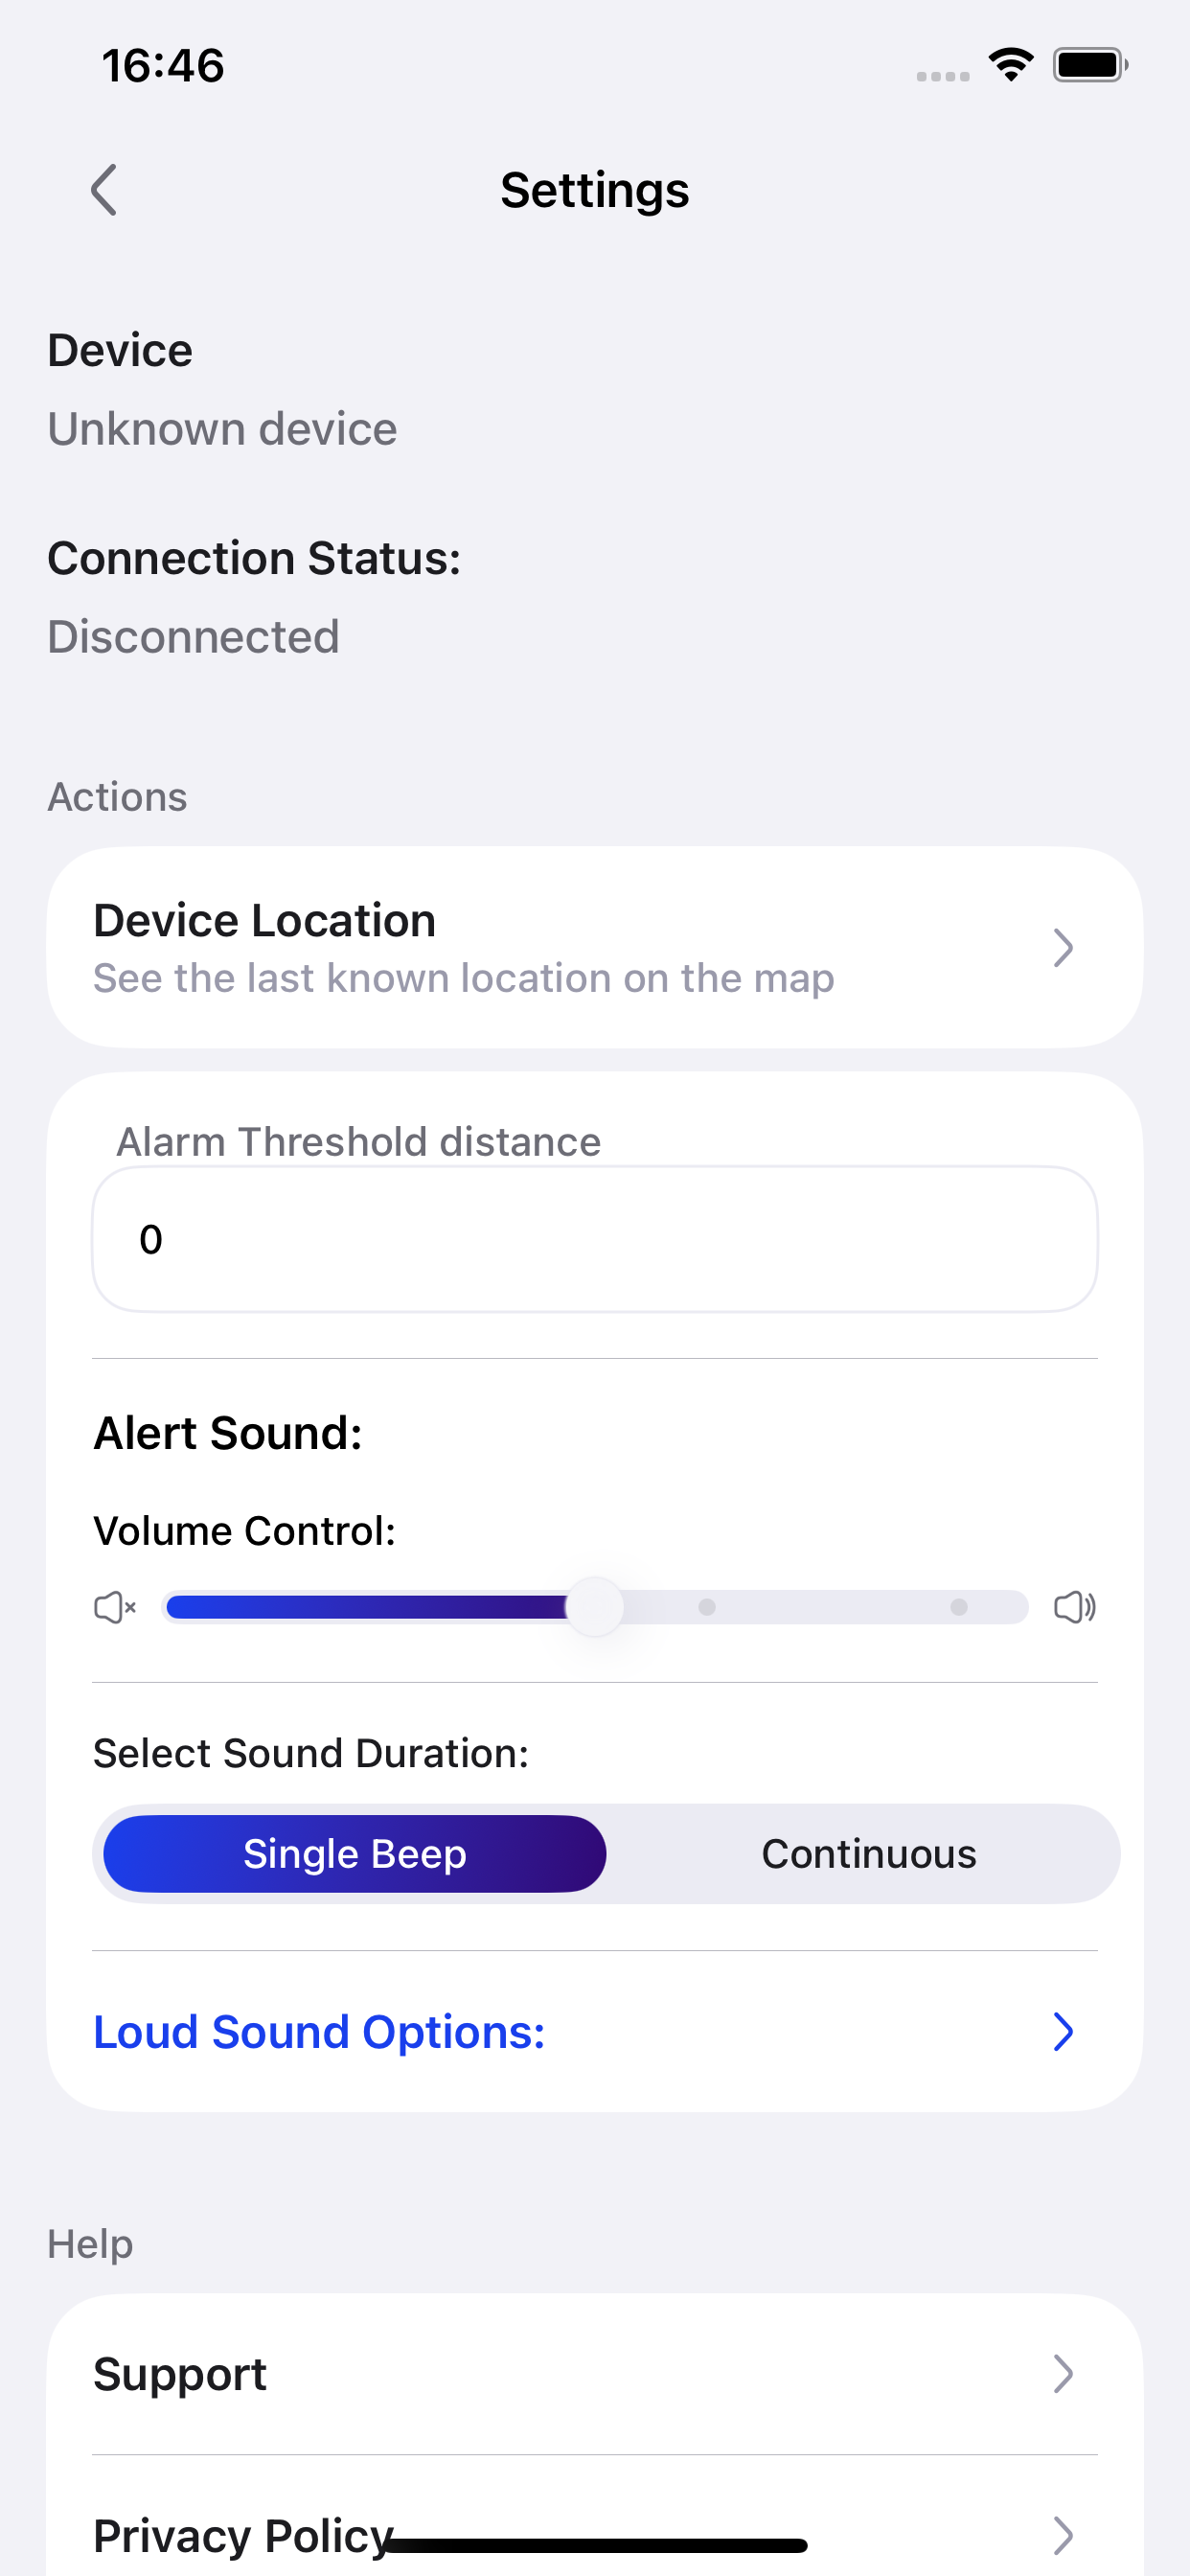 16:46
Settings
Device
Unknown device
Connection Status:
Disconnected
Actions
Device Location
See the last known location on the map
Alarm Threshold distance
0
Alert Sound:
Volume Control:
Select Sound Duration:
Single Beep
Continuous
Loud Sound Options:
Help
Support
Privacy Policy